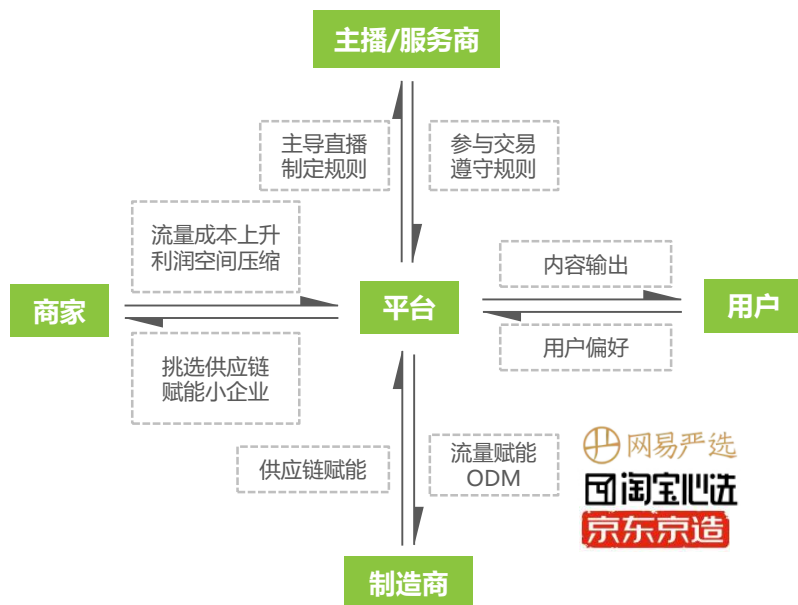 主播/服务商
主导直播
制定规则
参与交易
遵守规则
流量成本上升
利润空间压缩
内容输出
商家
平台
用户
挑选供应链
赋能小企业
用户偏好
供应链赋能
流量赋能
ODM
网易严选
淘宝心选
京东京造
制造商